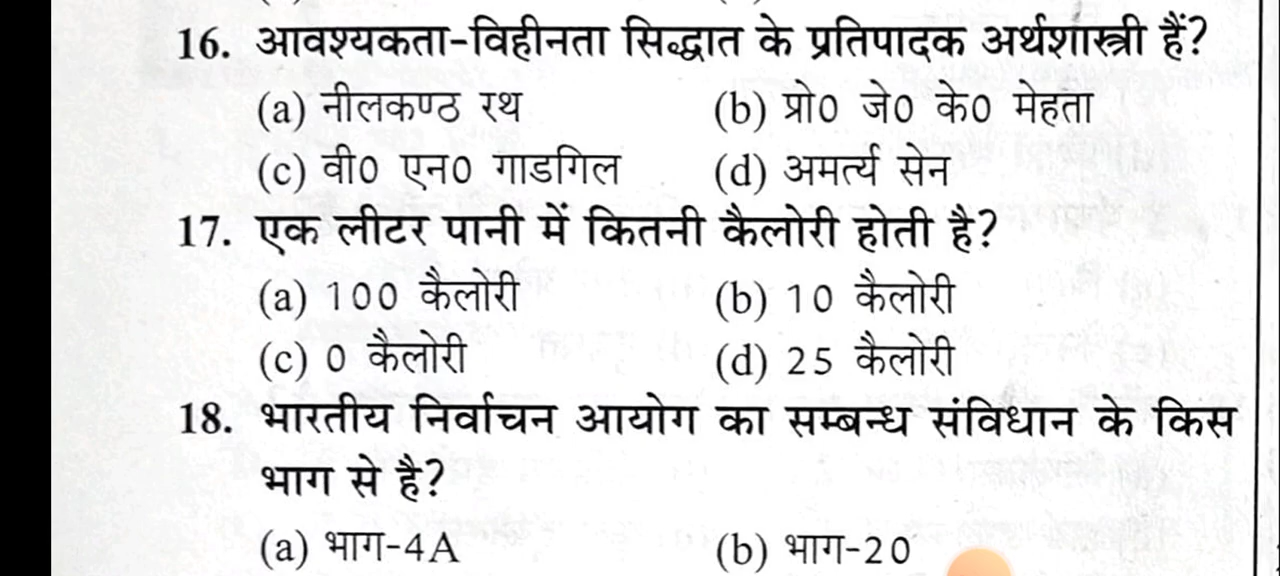 16. आवश्यकता-विहीनता सिद्धात के प्रतिपादक अर्थशास्त्री हैं?
(a) नीलकण्ठ रथ (b) प्रो0 जे0 के0 मेहता
(c) वी0 एन0 गाडगिल (d) अमर्त्य सेन
17. एक लीटर पानी में कितनी कैलोरी होती है?
(a) 100 कैलोरी (b) 10 कैलोरी
(c) 0 कैलोरी (d) 25 कैलोरी
18. भारतीय निर्वाचन आयोग का सम्बन्ध संविधान के किस
भाग से है?
(a) भाग-4A (b) भाग-20